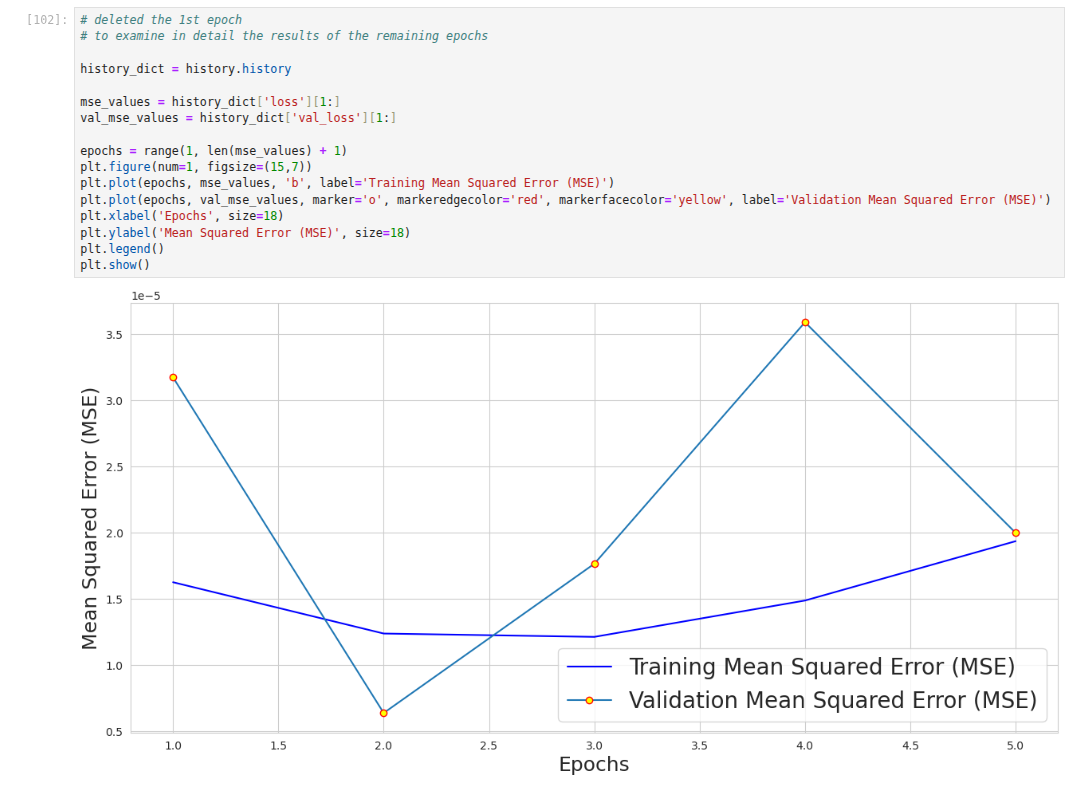 [102]:
# deleted the 1st epoch
# to examine in detail the results of the remaining epochs
history_dict = history.history
mse_values = history_dict['loss'][1:]
val_mse_values = history_dict['val_loss'][1:]
epochs = range(1, len(mse_values) + 1)
plt.figure(num=1, figsize=(15,7))
plt.plot(epochs, mse_values, 'b', label='Training Mean Squared Error (MSE)')
plt.plot(epochs, val_mse_values, marker='o', markeredgecolor='red', markerfacecolor='yellow', label='Validation Mean Squared Error (MSE)')
plt.xlabel('Epochs', size=18)
plt.ylabel('Mean Squared Error (MSE)', size=18)
plt.legend()
plt.show()
1e−5
3.5
3.0
2.5
2.0
1.5
1.0
0.5
Mean Squared Error (MSE)
Training Mean Squared Error (MSE)
Validation Mean Squared Error (MSE)
1.0 1.5 2.0 2.5 3.0 3.5 4.0 4.5 5.0
Epochs